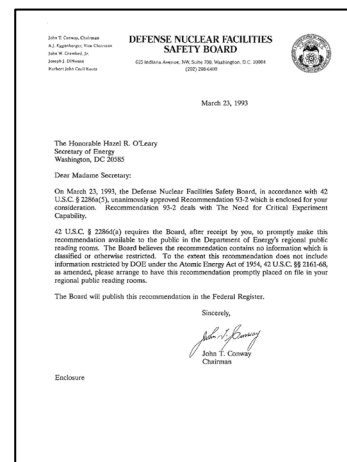 John T. Conway, Chairman
A.J. Eggenberger, Vice Chairman
John W. Crawford, Jr.
Joseph J. DiNunno
Herbert John Cecil Kouts
DEFENSE NUCLEAR FACILITIES
SAFETY BOARD
625 Indiana Avenue, NW, Suite 700, Washington, D.C. 20004
(202) 208-6400
March 23, 1993
The Honorable Hazel R. O'Leary
Secretary of Energy
Washington, DC 20585
Dear Madame Secretary:
On March 23, 1993, the Defense Nuclear Facilities Safety Board, in accordance with 42
U.S.C. § 2286a(5), unanimously approved Recommendation 93-2 which is enclosed for your
consideration. Recommendation 93-2 deals with The Need for Critical Experiment
Capability.
42 U.S.C. § 2286d(a) requires the Board, after receipt by you, to promptly make this
recommendation available to the public in the Department of Energy's regional public
reading rooms. The Board believes the recommendation contains no information which is
classified or otherwise restricted. To the extent this recommendation does not include
information restricted by DOE under the Atomic Energy Act of 1954, 42 U.S.C. §§ 2161-68,
as amended, please arrange to have this recommendation promptly placed on file in your
regional public reading rooms.
The Board will publish this recommendation in the Federal Register.
Sincerely,
John T. Conway
John T. Conway
Chairman
Enclosure